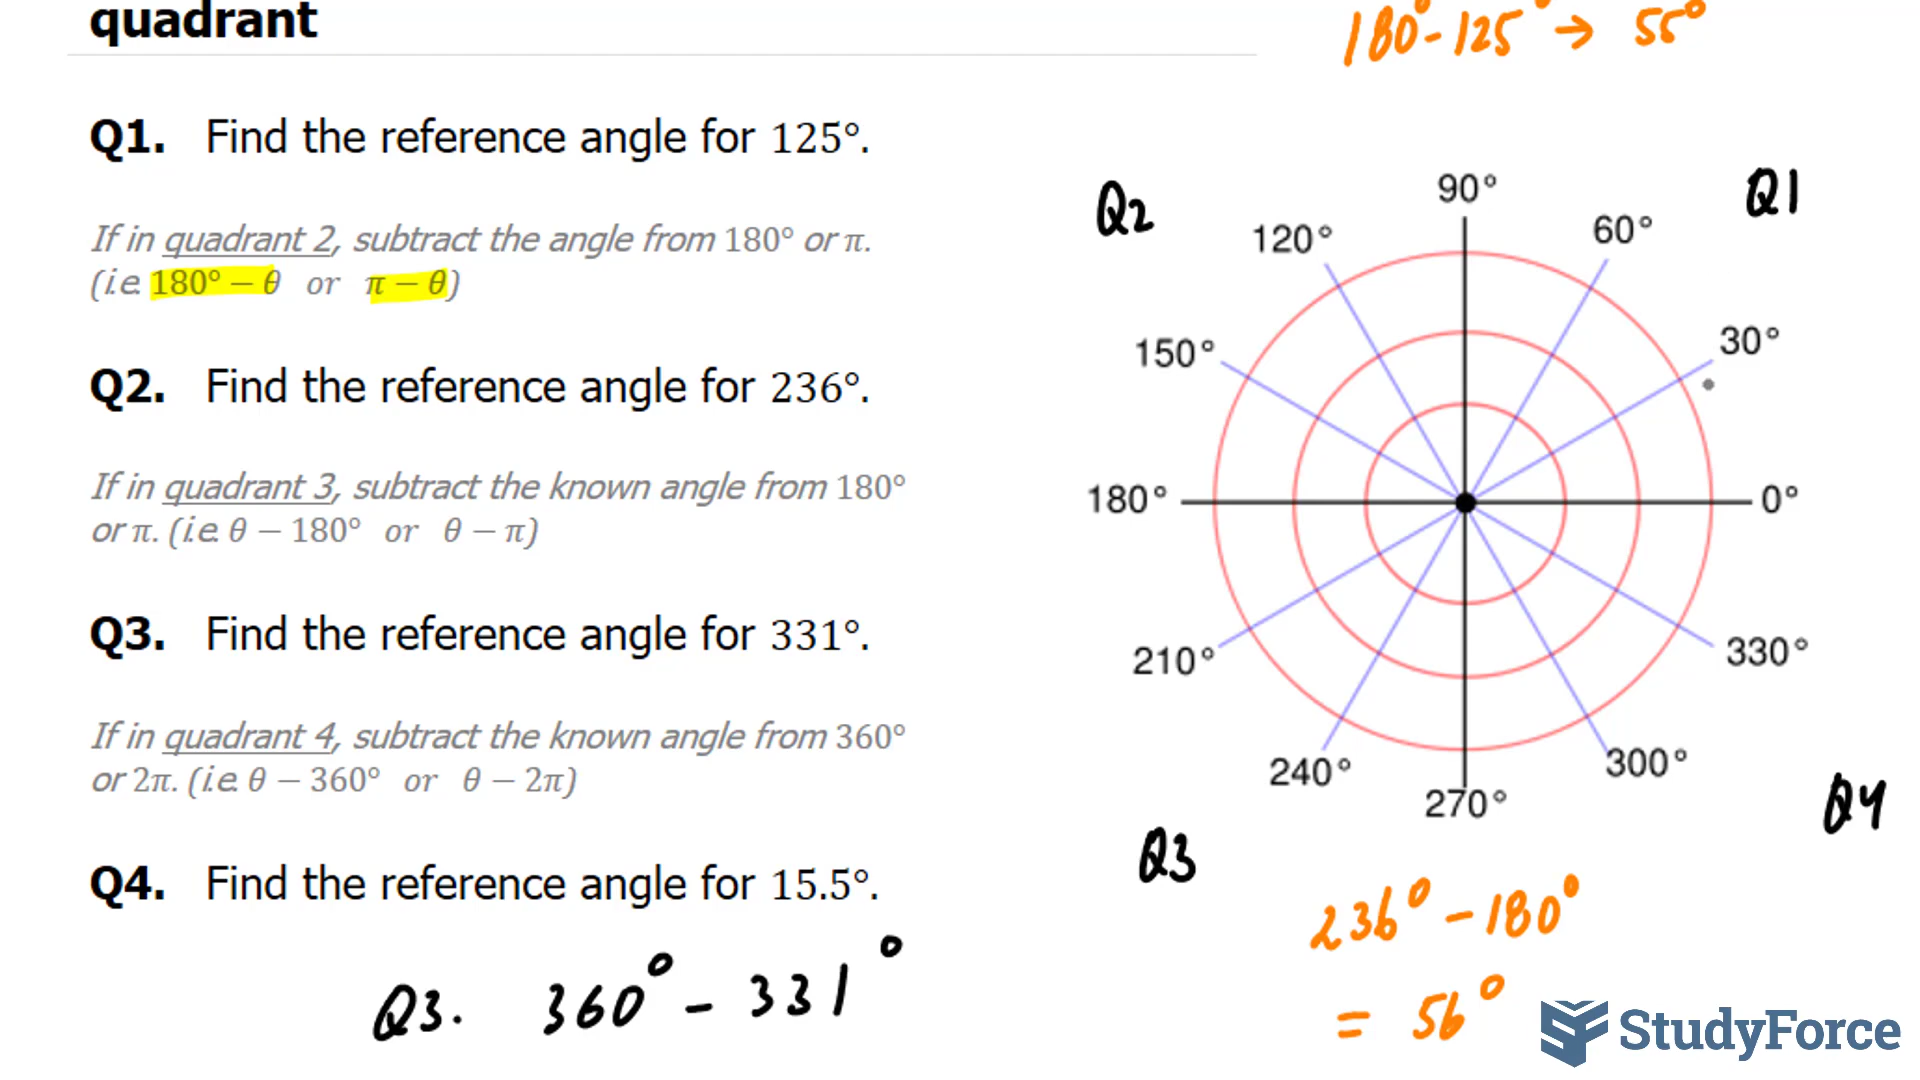 quadrant
180° - 125° → 55°
Q1. Find the reference angle for 125°.
If in quadrant 2, subtract the angle from 180° or π.
(i.e. 180° − θ or π − θ)
Q2. Find the reference angle for 236°.
If in quadrant 3, subtract the known angle from 180°
or π. (i.e. θ − 180° or θ − π)
Q3. Find the reference angle for 331°.
If in quadrant 4, subtract the known angle from 360°
or 2π. (i.e. θ − 360° or θ − 2π)
Q4. Find the reference angle for 15.5°.
Q3. 360° - 331°
Q2
90°
Q1
120°
60°
150°
30°
180°
0°
210°
330°
240°
300°
270°
Q4
Q3
236° - 180°
= 56°
StudyForce